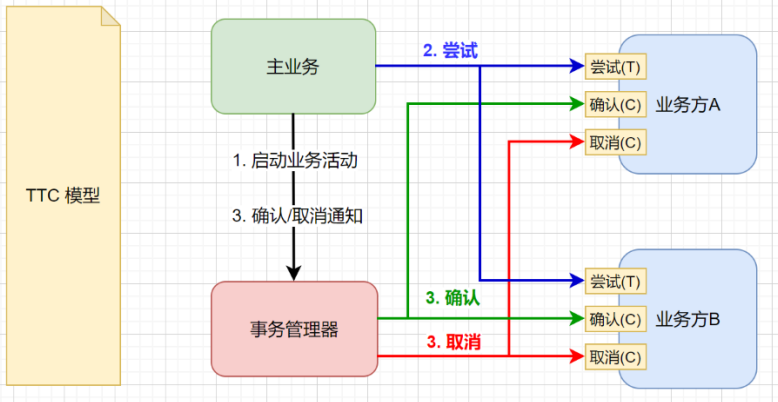 TTC 模型
主业务
1. 启动业务活动
3. 确认/取消通知
事务管理器
2. 尝试
3. 确认
3. 取消
尝试(T)
确认(C)
取消(C)
业务方A
尝试(T)
确认(C)
取消(C)
业务方B